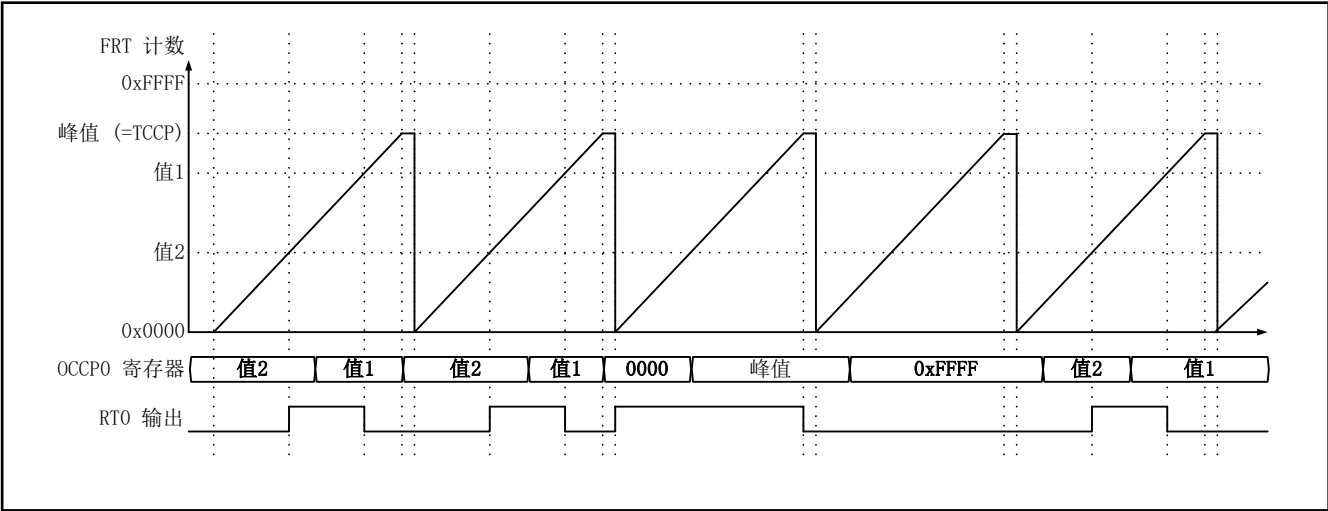 FRT 计数
0xFFFF
峰值 (=TCCP)
值1
值2
0x0000
OCCP0 寄存器 值2 值1 值2 值1 0000 峰值 0xFFFF 值2 值1
RT0 输出